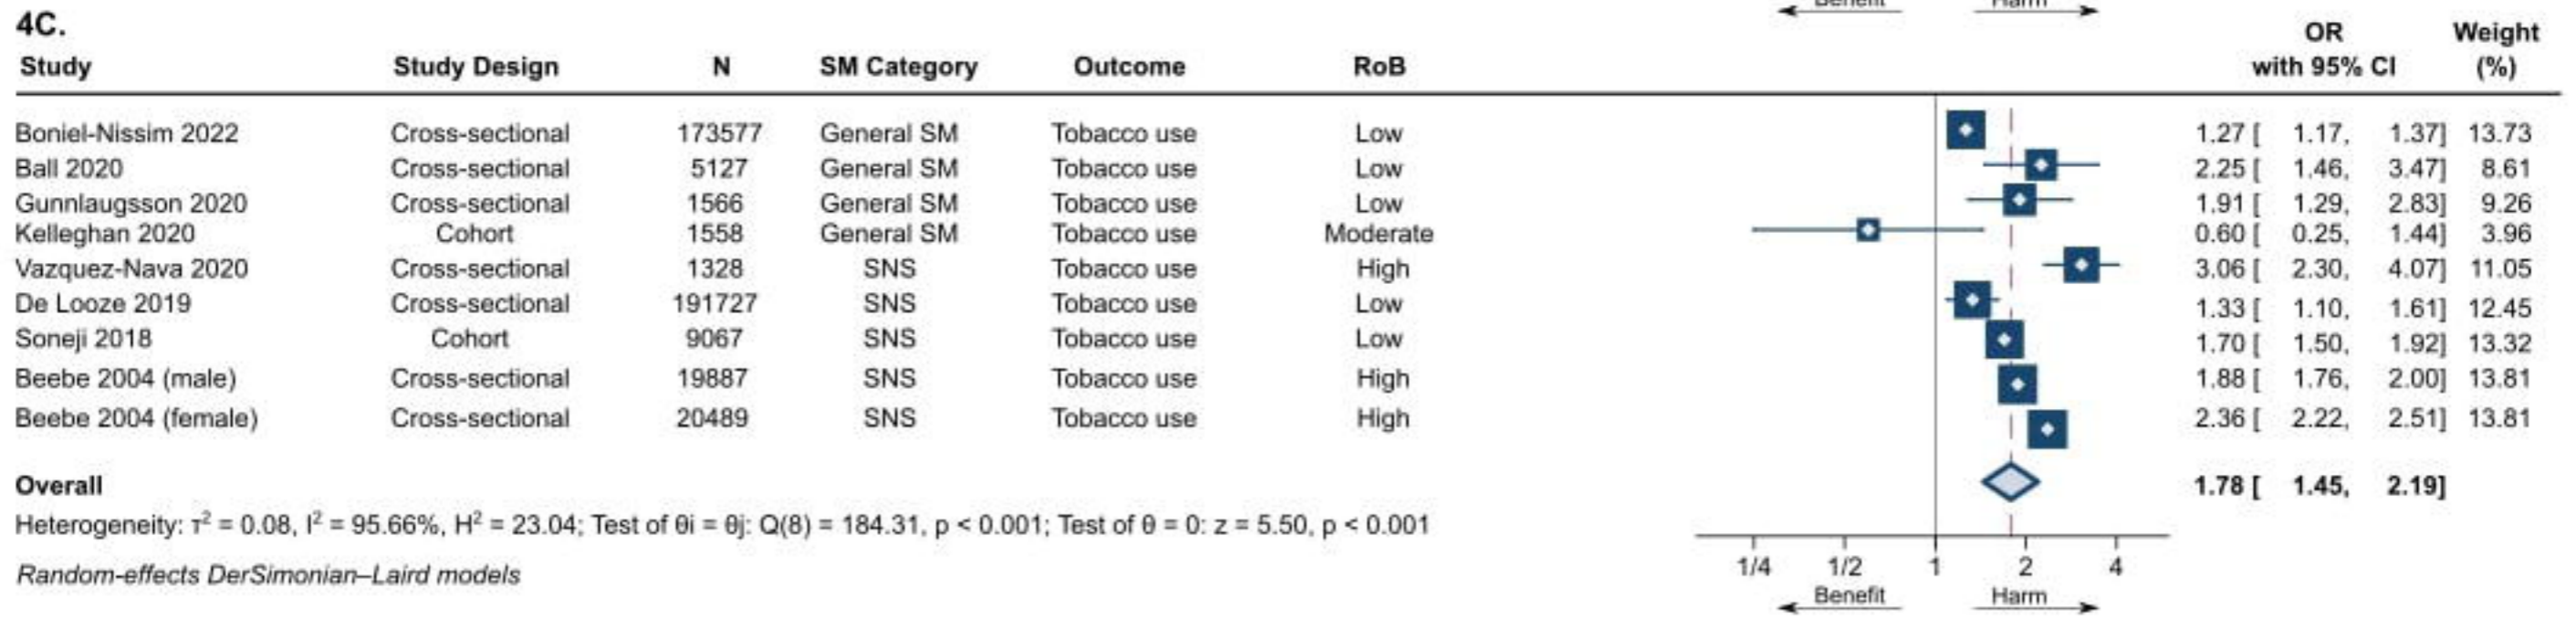 Benefit Harm
4C.
OR Weight
Study Study Design N SM Category Outcome RoB with 95% CI (%)
Boniel-Nissim 2022 Cross-sectional 173577 General SM Tobacco use Low 1.27 [ 1.17, 1.37] 13.73
Ball 2020 Cross-sectional 5127 General SM Tobacco use Low 2.25 [ 1.46, 3.47] 8.61
Gunnlaugsson 2020 Cross-sectional 1566 General SM Tobacco use Low 1.91 [ 1.29, 2.83] 9.26
Kelleghan 2020 Cohort 1558 General SM Tobacco use Moderate 0.60 [ 0.25, 1.44] 3.96
Vazquez-Nava 2020 Cross-sectional 1328 SNS Tobacco use High 3.06 [ 2.30, 4.07] 11.05
De Looze 2019 Cross-sectional 191727 SNS Tobacco use Low 1.33 [ 1.10, 1.61] 12.45
Soneji 2018 Cohort 9067 SNS Tobacco use Low 1.70 [ 1.50, 1.92] 13.32
Beebe 2004 (male) Cross-sectional 19887 SNS Tobacco use High 1.88 [ 1.76, 2.00] 13.81
Beebe 2004 (female) Cross-sectional 20489 SNS Tobacco use High 2.36 [ 2.22, 2.51] 13.81
Overall 1.78 [ 1.45, 2.19]
Heterogeneity: τ² = 0.08, I² = 95.66%, H² = 23.04; Test of θi = θj: Q(8) = 184.31, p < 0.001; Test of θ = 0: z = 5.50, p < 0.001
Random-effects DerSimonian–Laird models
1/4 1/2 1 2 4
Benefit Harm